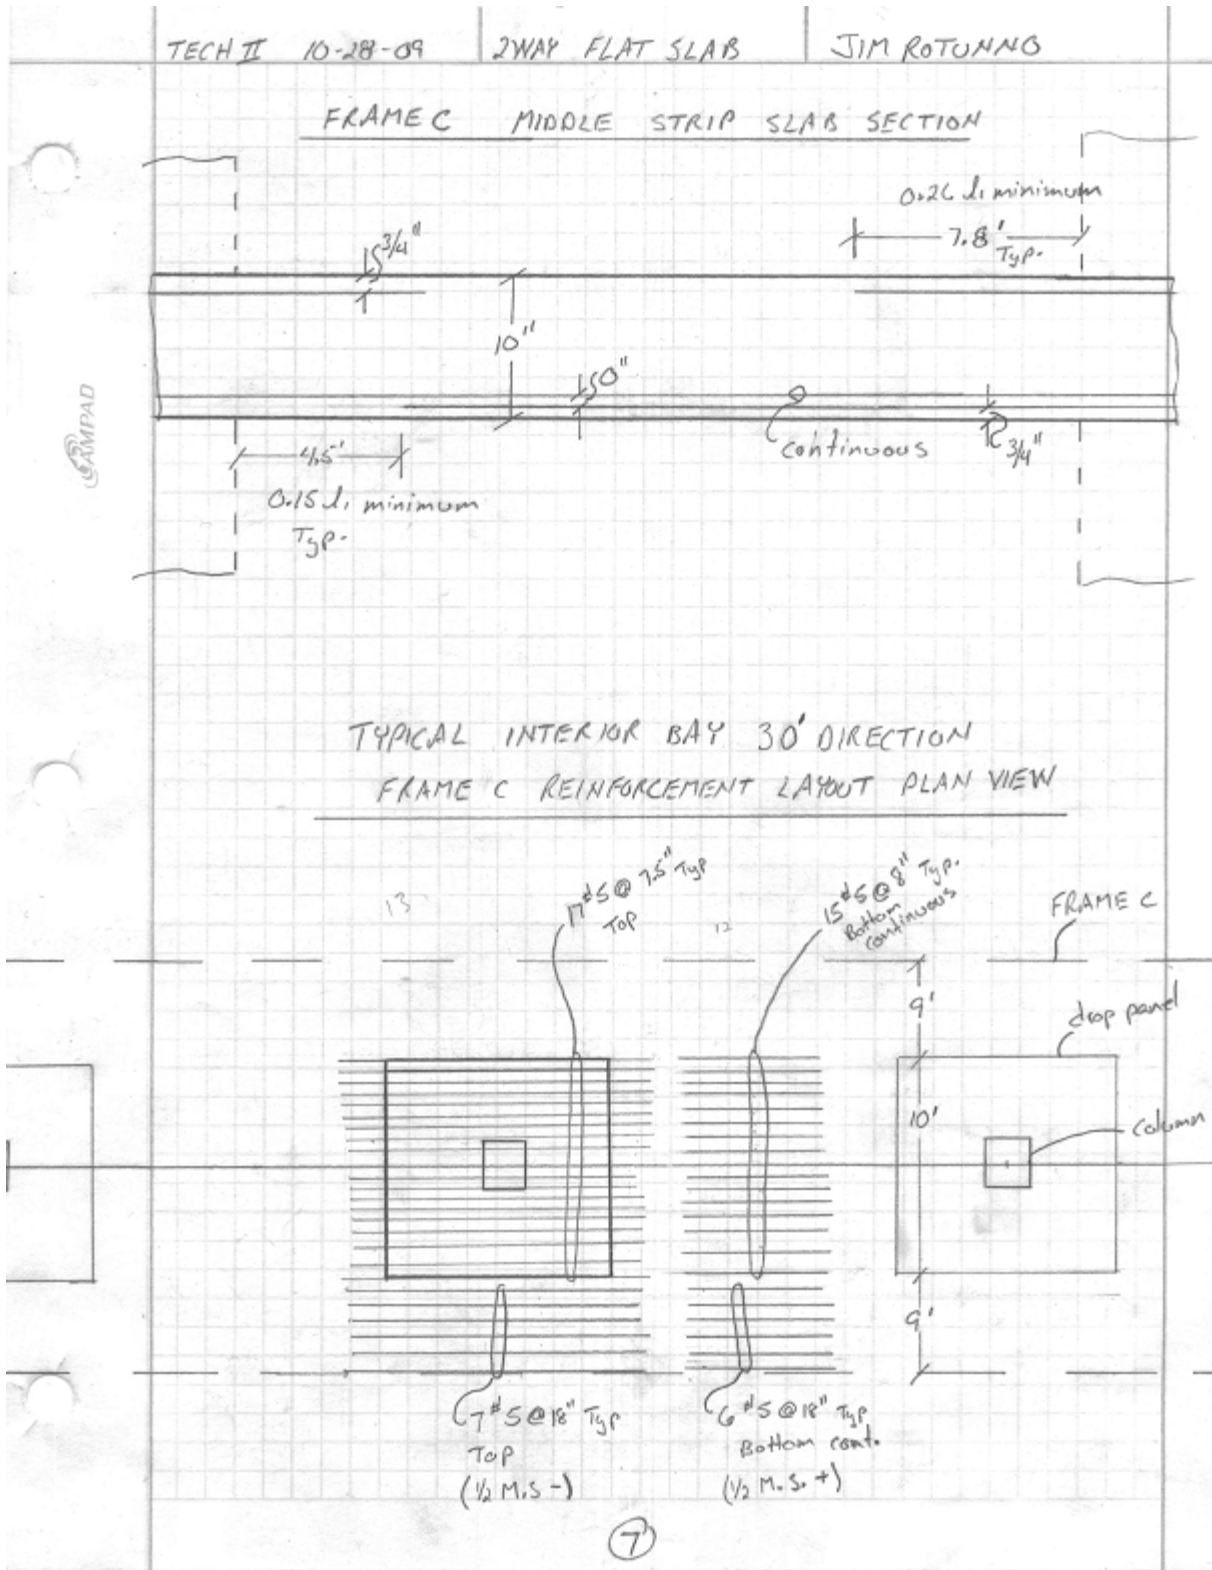 TECH II 10-28-09 2WAY FLAT SLAB JIM ROTUNNO
FRAME C MIDDLE STRIP SLAB SECTION
0.26 l₁ minimum
7.8'
Typ.
3/4"
10"
0"
continuous
3/4"
4.5'
0.15 l₁ minimum
Typ.
AMPAD
TYPICAL INTERIOR BAY 30' DIRECTION
FRAME C REINFORCEMENT LAYOUT PLAN VIEW
13
17 #5 @ 7.5" Typ
Top
12
15 #5 @ 8" Typ.
Bottom
continuous
FRAME C
9'
drop panel
10'
column
9'
7 #5 @ 18" Typ
Top
(1/2 M.S -)
6 #5 @ 18" Typ
Bottom cont.
(1/2 M.S. +)
7